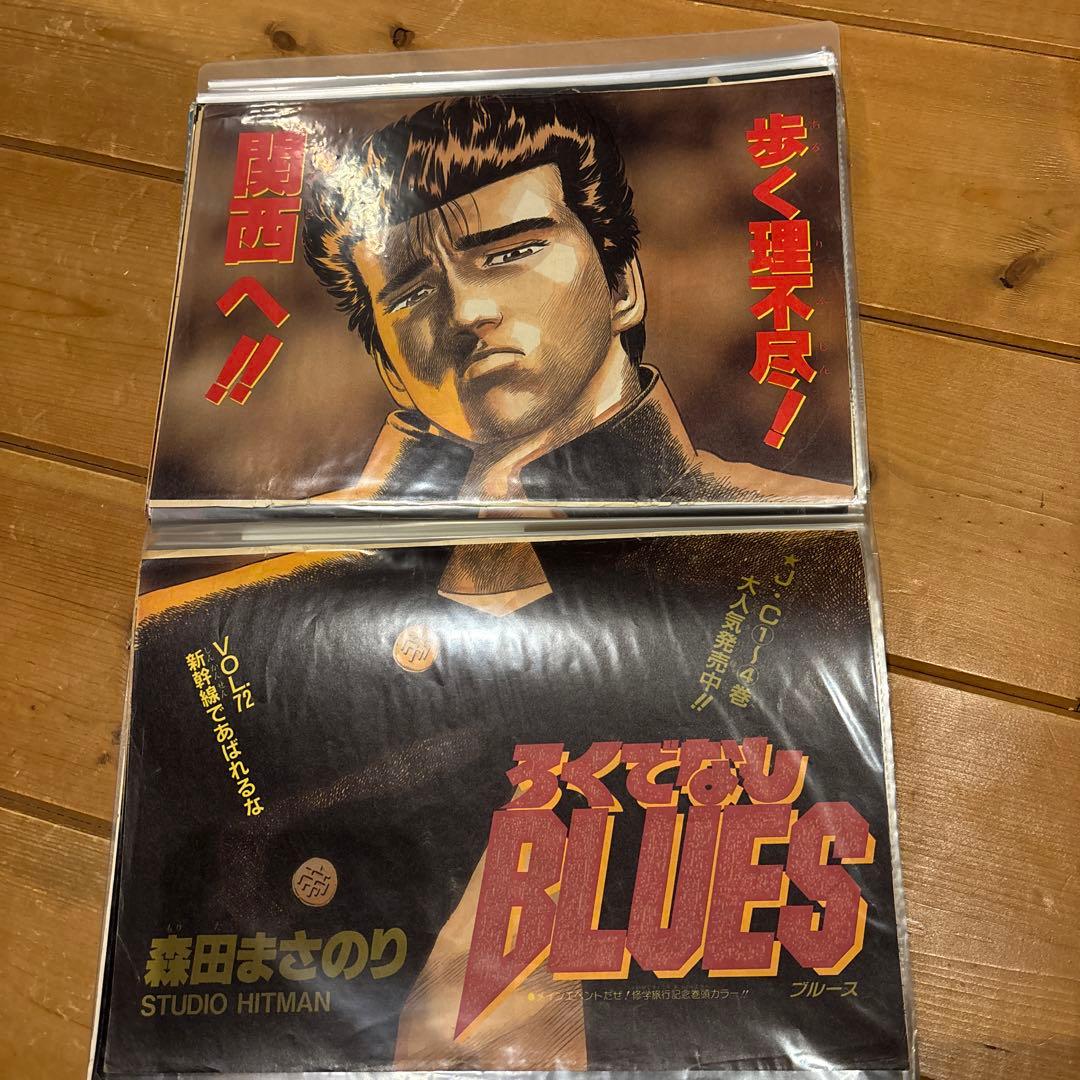 歩く理不尽!
関西へ!!
★J・C①〜④巻
大人気発売中!!
VOL.72
新幹線であばれるな
ろくでなし
BLUES
ブルース
●メインエベントだぜ!修学旅行記念巻頭カラー!!
森田まさのり
STUDIO HITMAN